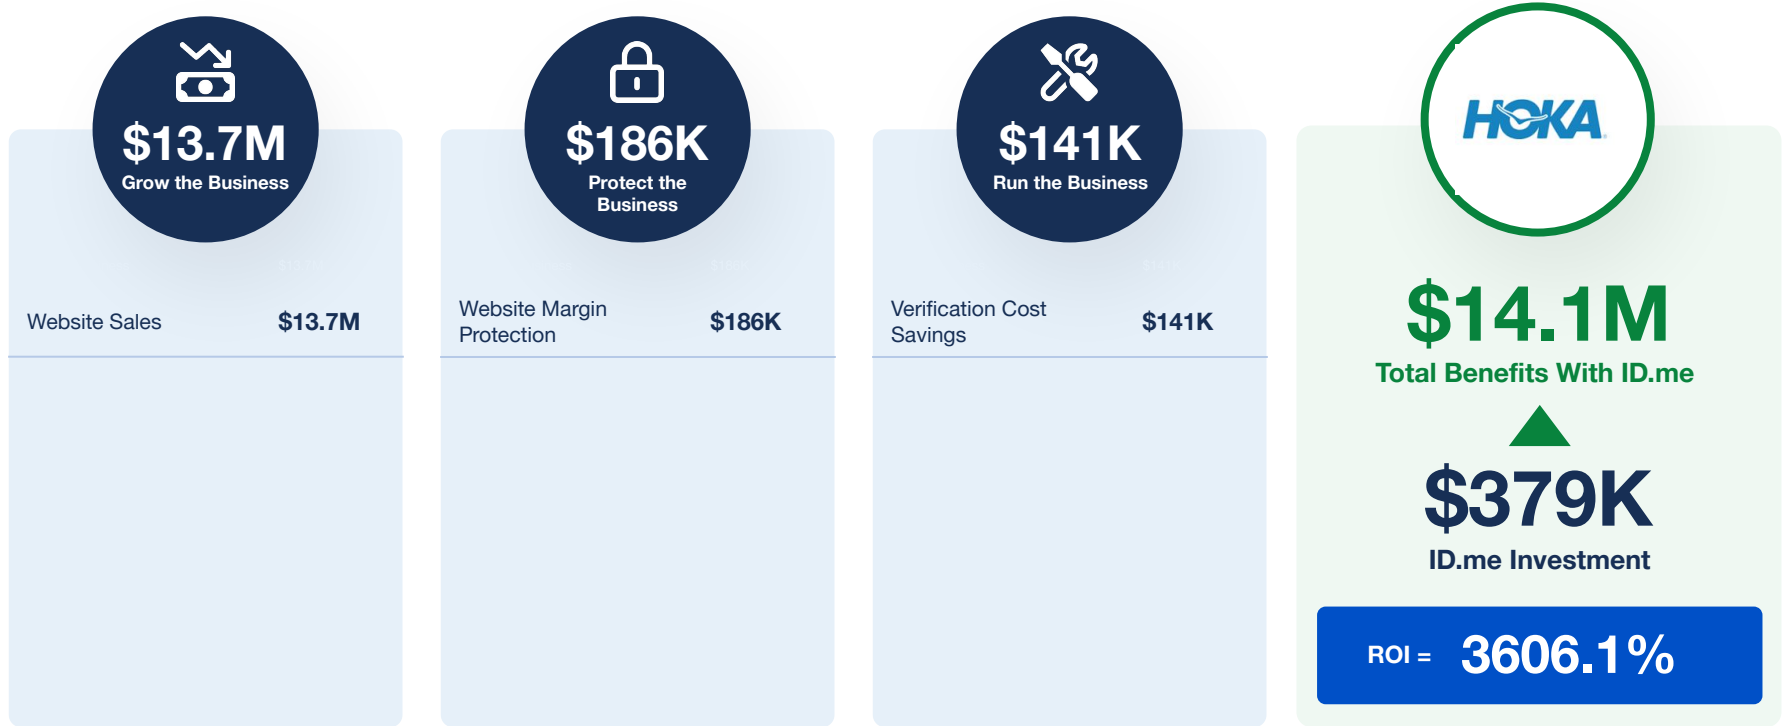 $13.7M
Grow the Business
Website Sales $13.7M
$186K
Protect the
Business
Website Margin
Protection
$186K
$141K
Run the Business
Verification Cost
Savings
$141K
HOKA
$14.1M
Total Benefits With ID.me
$379K
ID.me Investment
ROI = 3606.1%